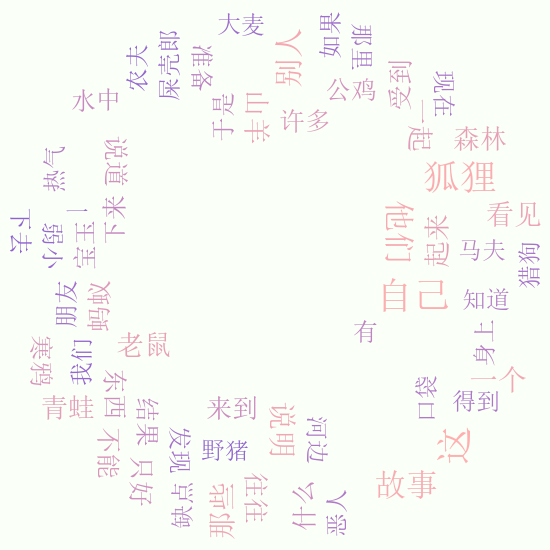 大麦
如果
那里
别人
农夫
屎壳郎
准备
公鸡
受到
现在
水中
于是
山羊
许多
一起
森林
说道
热气
狐狸
下来
一
玉宝
弱小
下去
他们
起来
看见
马夫
猎狗
朋友
蚂蚁
自己
知道
有
身上
寒鸦
我们
老鼠
一个
东西
口袋
得到
青蛙
结果
来到
说明
河边
不能
只好
发现
野猪
这
缺点
那些
往往
什么
恶人
故事